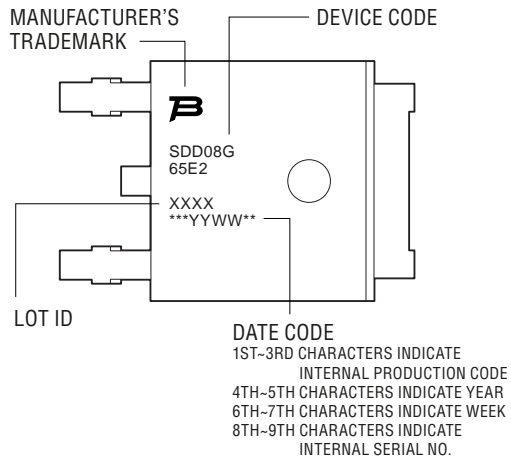 MANUFACTURER'S
TRADEMARK
DEVICE CODE
SDD08G
65E2
XXXX
***YYWW**
LOT ID
DATE CODE
1ST~3RD CHARACTERS INDICATE
INTERNAL PRODUCTION CODE
4TH~5TH CHARACTERS INDICATE YEAR
6TH~7TH CHARACTERS INDICATE WEEK
8TH~9TH CHARACTERS INDICATE
INTERNAL SERIAL NO.